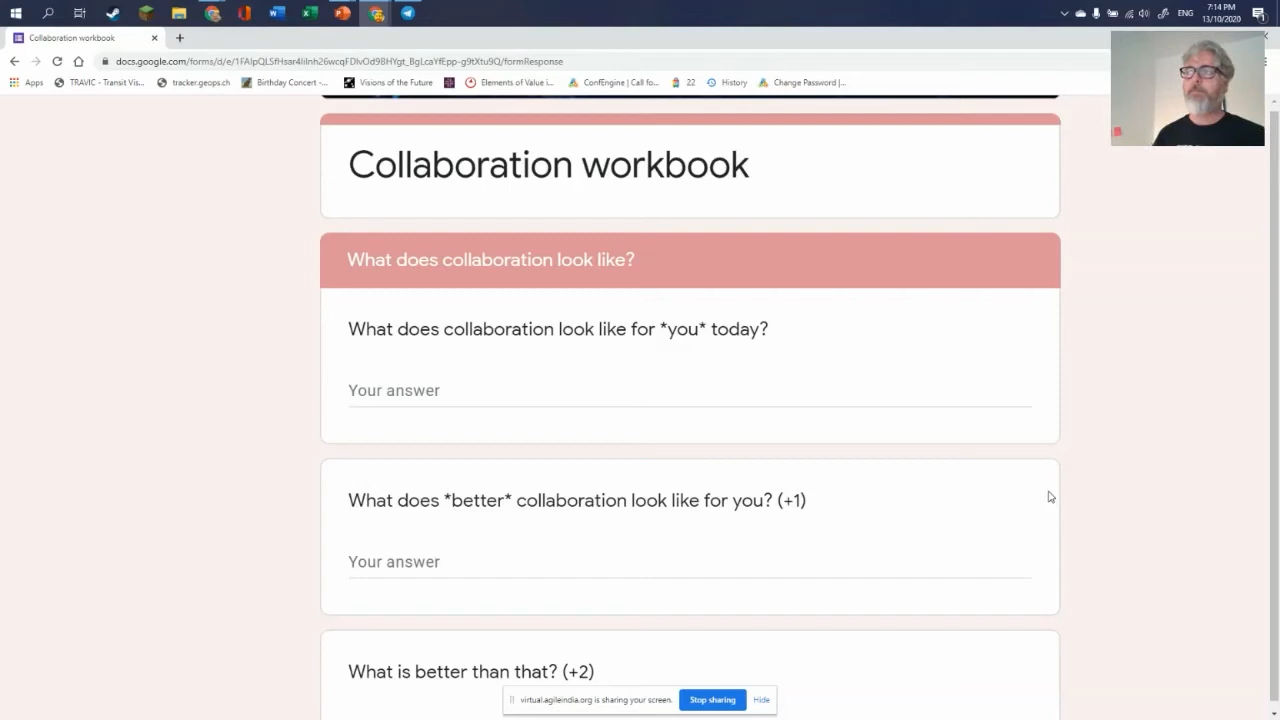 7:14 PM
ENG
13/10/2020
Collaboration workbook
docs.google.com/forms/d/e/
/formResponse
Apps
TRAVIC - Transit Vis...
tracker.geops.ch
Birthday Concert -...
Visions of the Future
Elements of Value i...
ConfEngine | Call fo...
22
History
Change Password |...
Collaboration workbook
What does collaboration look like?
What does collaboration look like for *you* today?
Your answer
What does *better* collaboration look like for you? (+1)
Your answer
What is better than that? (+2)
virtual.agileindia.org is sharing your screen.
Stop sharing
Hide